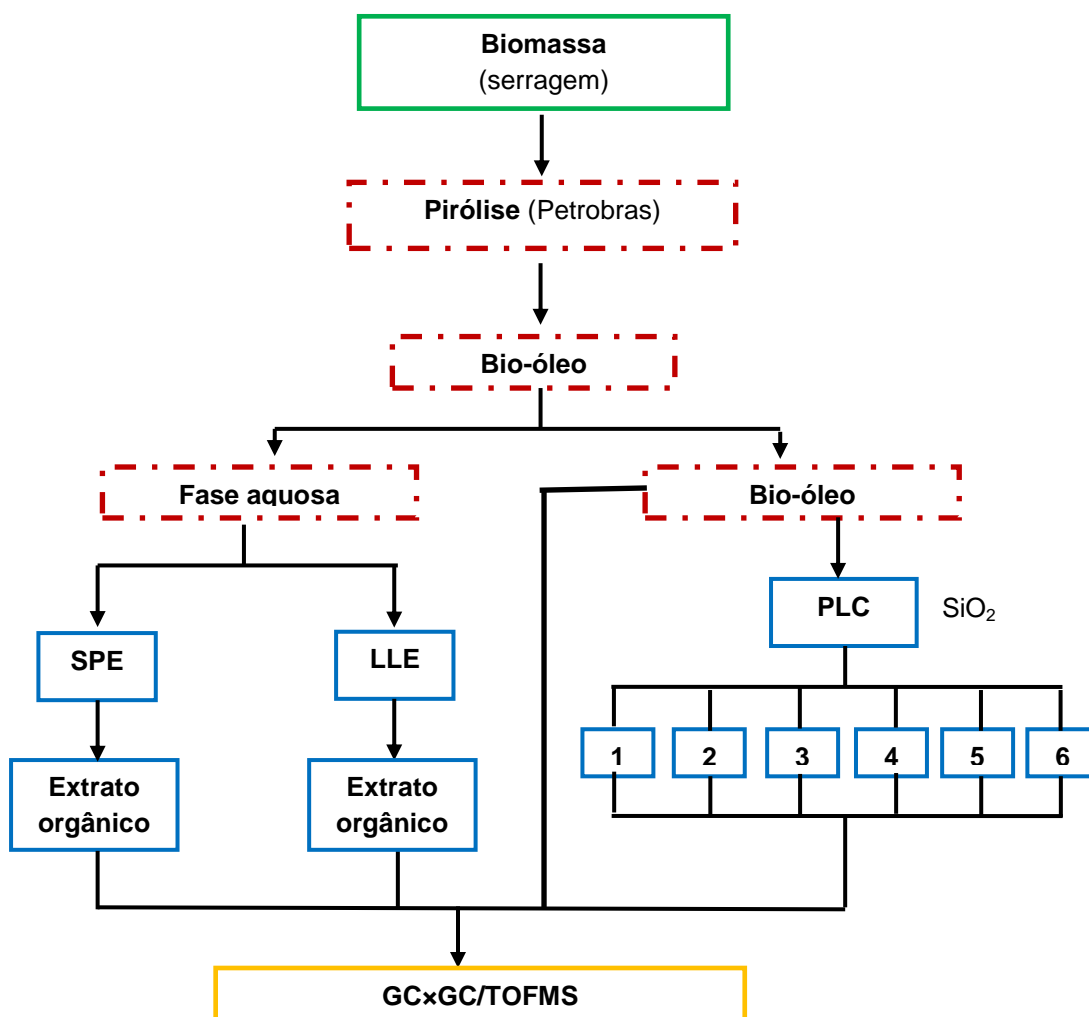 Biomassa
(serragem)
Pirólise (Petrobras)
Bio-óleo
Fase aquosa
Bio-óleo
PLC
SiO₂
SPE
LLE
1
2
3
4
5
6
Extrato
orgânico
Extrato
orgânico
GC×GC/TOFMS